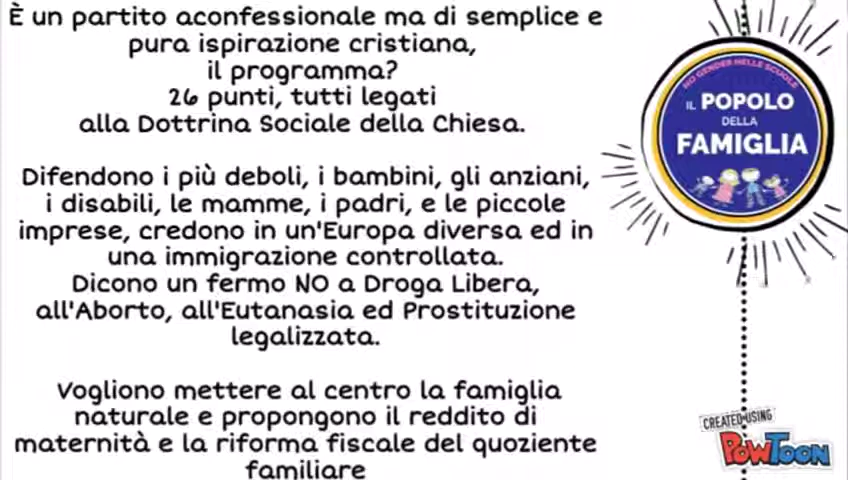 È un partito aconfessionale ma di semplice e
pura ispirazione cristiana,
il programma?
26 punti, tutti legati
alla Dottrina Sociale della Chiesa.
Difendono i più deboli, i bambini, gli anziani,
i disabili, le mamme, i padri, e le piccole
imprese, credono in un'Europa diversa ed in
una immigrazione controllata.
Dicono un fermo NO a Droga Libera,
all'Aborto, all'Eutanasia ed Prostituzione
legalizzata.
Vogliono mettere al centro la famiglia
naturale e propongono il reddito di
maternità e la riforma fiscale del quoziente
familiare
NO GENDER NELLE SCUOLE
IL POPOLO
DELLA
FAMIGLIA
CREATED USING
POWTOON